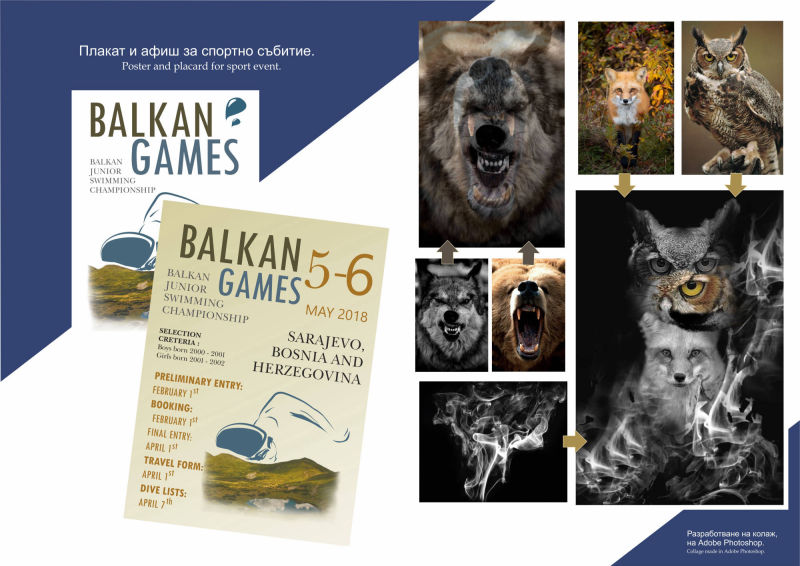 Плакат и афиш за спортно събитие.
Poster and placard for sport event.
BALKAN
GAMES
BALKAN
JUNIOR
SWIMMING
CHAMPIONSHIP
BALKAN
GAMES
5-6
MAY 2018
BALKAN
JUNIOR
SWIMMING
CHAMPIONSHIP
SARAJEVO,
BOSNIA AND
HERZEGOVINA
SELECTION
CRETERIA :
Boys born 2000 - 2001
Girls born 2001 - 2002
PRELIMINARY ENTRY:
FEBRUARY 1st
BOOKING:
FEBRUARY 1st
FINAL ENTRY:
APRIL 1st
TRAVEL FORM:
APRIL 1st
DIVE LISTS:
APRIL 7th
Разработване на колаж,
на Adobe Photoshop.
Collage made in Adobe Photoshop.